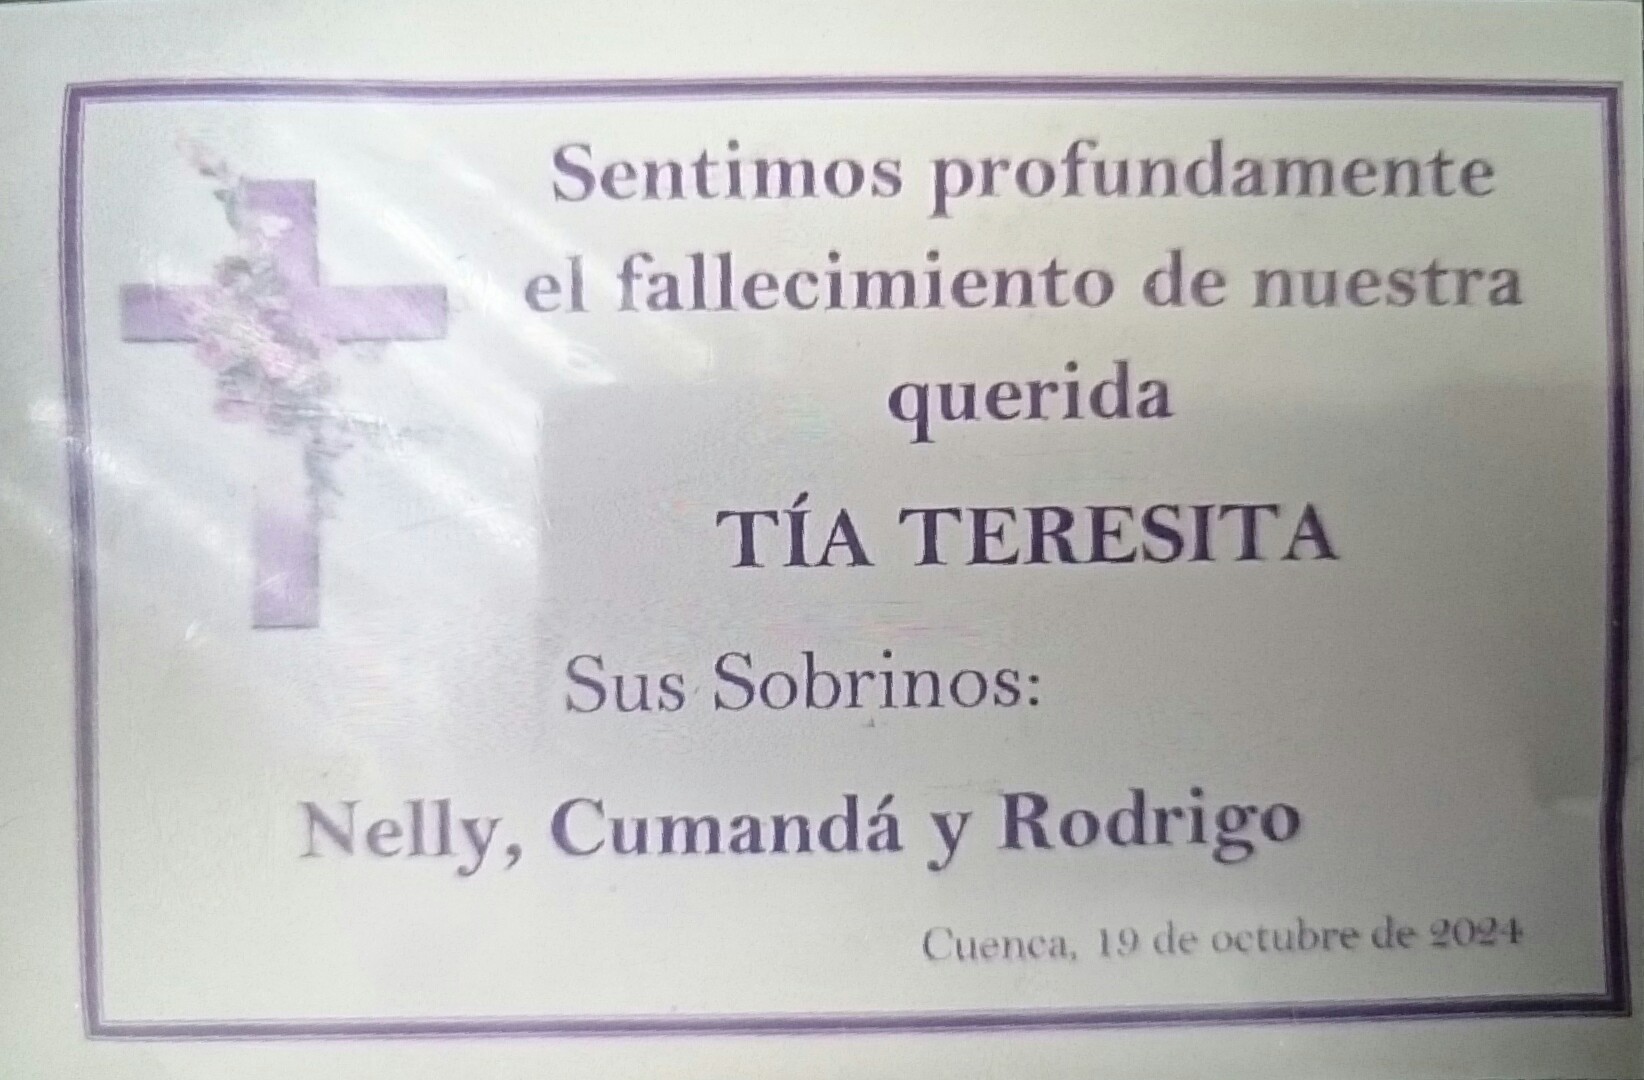 Sentimos profundamente
el fallecimiento de nuestra
querida
TÍA TERESITA
Sus Sobrinos:
Nelly, Cumandá y Rodrigo
Cuenca, 19 de octubre de 2024